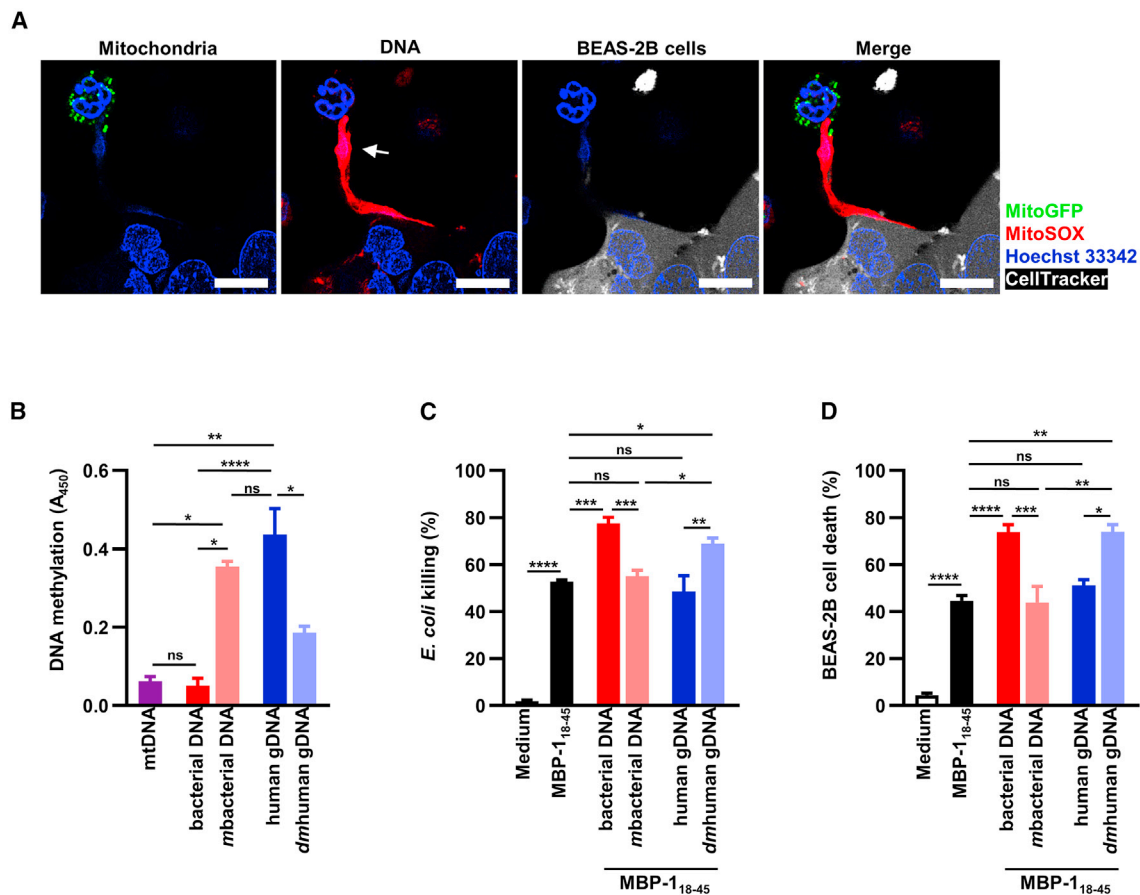 A
Mitochondria DNA BEAS-2B cells Merge
MitoGFP
MitoSOX
Hoechst 33342
CellTracker
B
DNA methylation (A450)
0.6
0.4
0.2
0.0
**
****
ns *
*
*
ns
mtDNA
bacterial DNA
mbacterial DNA
human gDNA
dmhuman gDNA
C
E. coli killing (%)
100
80
60
40
20
0
*
ns
ns *
*** ***
**
****
Medium
MBP-118-45
bacterial DNA
mbacterial DNA
human gDNA
dmhuman gDNA
MBP-118-45
D
BEAS-2B cell death (%)
100
80
60
40
20
0
**
ns
ns **
**** ***
*
****
Medium
MBP-118-45
bacterial DNA
mbacterial DNA
human gDNA
dmhuman gDNA
MBP-118-45